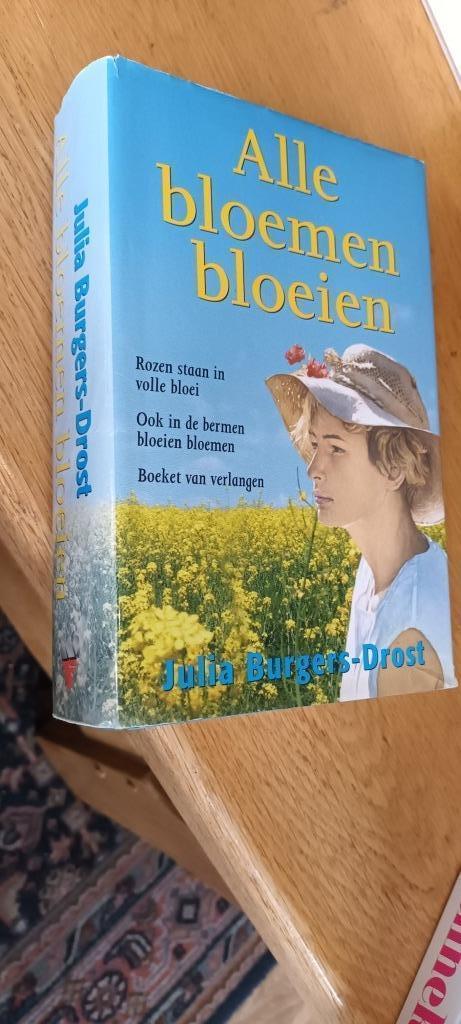 Alle
bloemen
bloeien
Rozen staan in
volle bloei
Ook in de bermen
bloeien bloemen
Boeket van verlangen
Julia Burgers-Drost
Julia Burgers-Drost
Alle bloemen bloeien